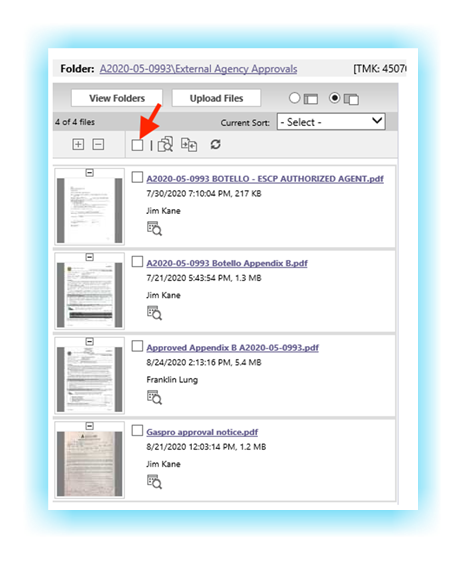 Folder: A2020-05-0993\External Agency Approvals [TMK: 4507
View Folders Upload Files
4 of 4 files Current Sort: - Select -
A2020-05-0993 BOTELLO - ESCP AUTHORIZED AGENT.pdf
7/30/2020 7:10:04 PM, 217 KB
Jim Kane
A2020-05-0993 Botello Appendix B.pdf
7/21/2020 5:43:54 PM, 1.3 MB
Jim Kane
Approved Appendix B A2020-05-0993.pdf
8/24/2020 2:13:16 PM, 5.4 MB
Franklin Lung
Gaspro approval notice.pdf
8/21/2020 12:03:14 PM, 1.2 MB
Jim Kane